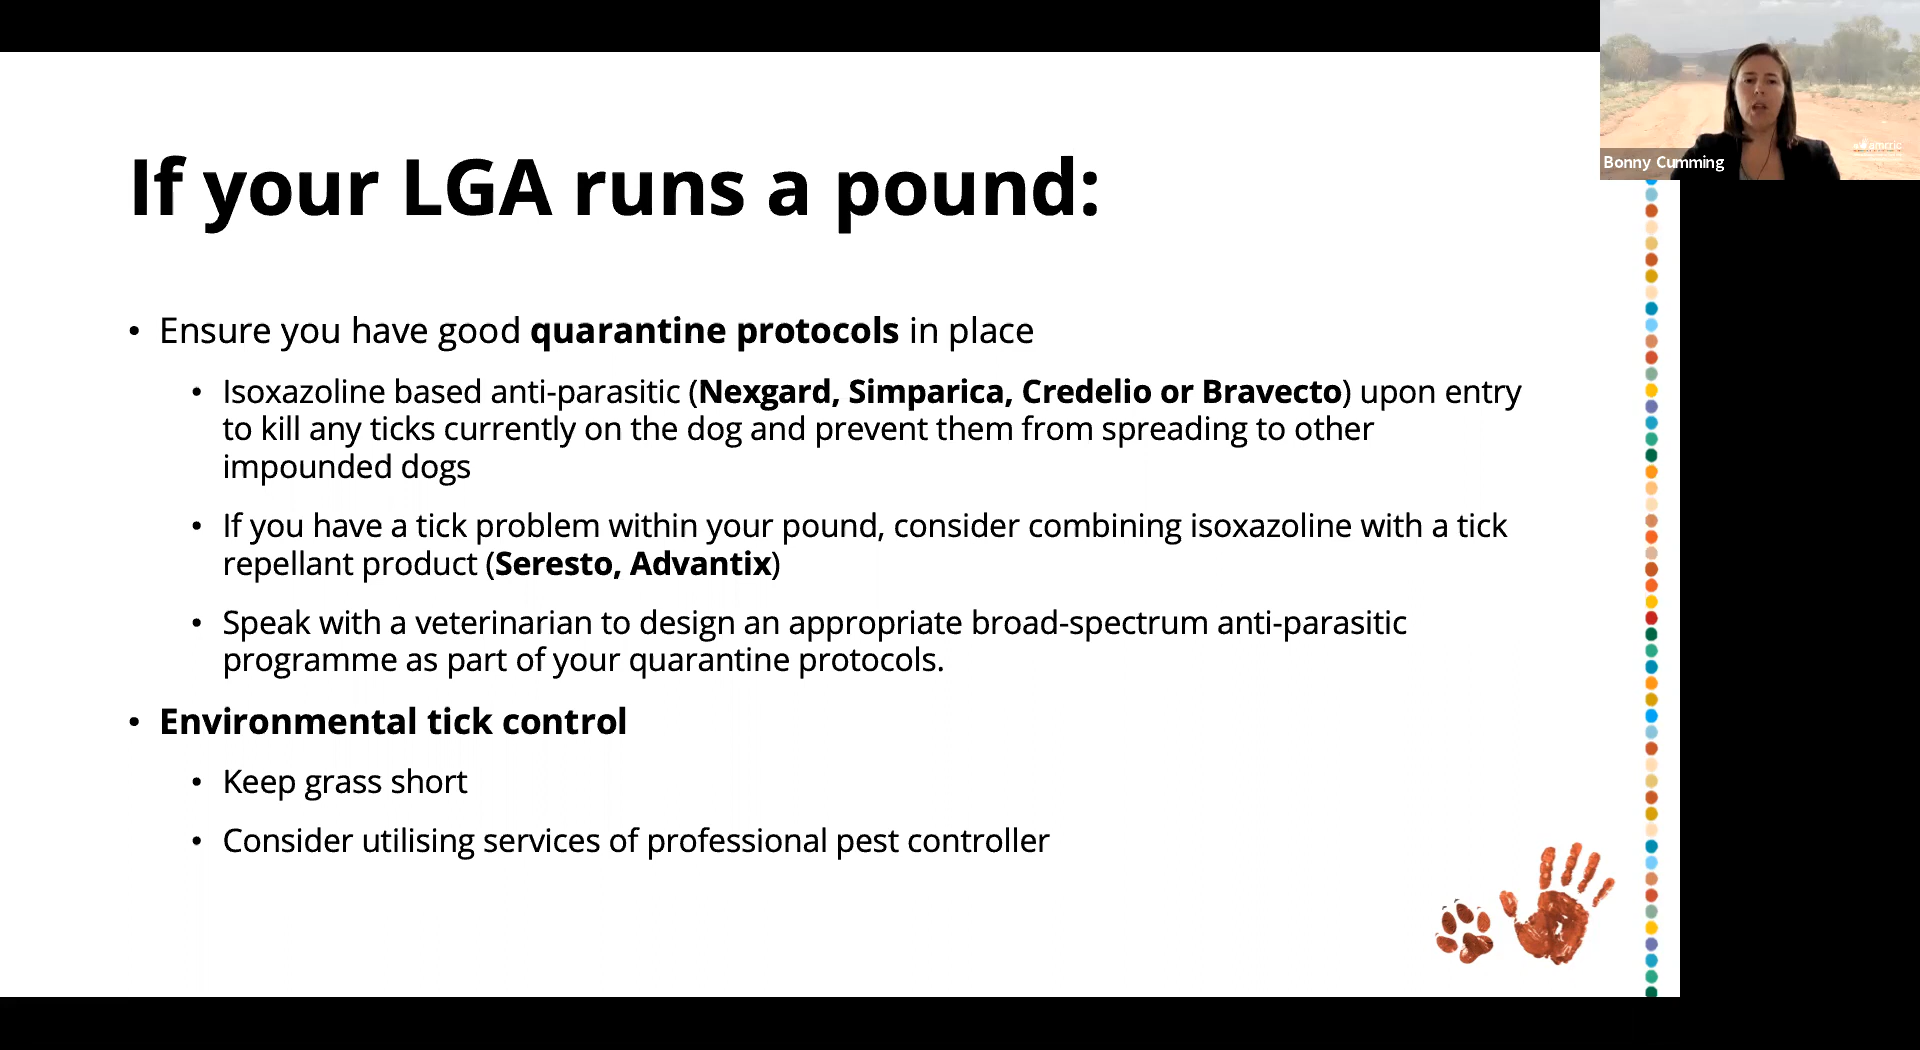 Bonny Cumming
If your LGA runs a pound:
• Ensure you have good quarantine protocols in place
• Isoxazoline based anti-parasitic (Nexgard, Simparica, Credelio or Bravecto) upon entry
to kill any ticks currently on the dog and prevent them from spreading to other
impounded dogs
• If you have a tick problem within your pound, consider combining isoxazoline with a tick
repellant product (Seresto, Advantix)
• Speak with a veterinarian to design an appropriate broad-spectrum anti-parasitic
programme as part of your quarantine protocols.
• Environmental tick control
• Keep grass short
• Consider utilising services of professional pest controller